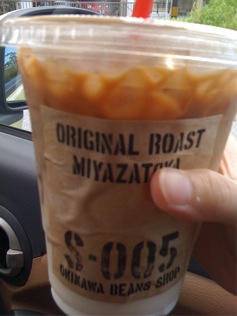 ORIGINAL ROAST
MIYAZATOYA
S-005
OKINAWA BEANS SHOP